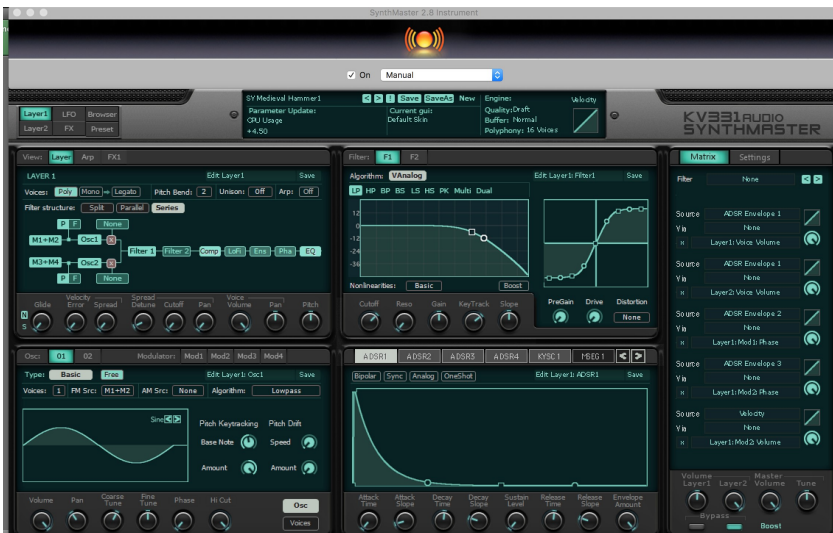 SynthMaster 2.8 Instrument
On Manual
Layer1 LFO Browser
Layer2 FX Preset
SY Medieval Hammer1 < > ! Save SaveAs New Engine: Velocity
Parameter Update: Current gui: Quality: Draft
CPU Usage Default Skin Buffer: Normal
+4.50 Polyphony: 16 Voices
KV331 AUDIO
SYNTHMASTER
View: Layer Arp FX1
LAYER 1 Edit Layer1 Save
Voices: Poly Mono Legato Pitch Bend: 2 Unison: Off Arp: Off
Filter structure: Split Parallel Series
P F None
M1+M2 Osc1 x
Filter 1 Filter 2 Comp LoFi Ens Pha EQ
M3+M4 Osc2 x
P F None
Velocity Spread Voice
Glide Error Spread Detune Cutoff Pan Volume Pan Pitch
N
S
Filter: F1 F2
Algorithm: VAnalog Edit Layer1: Filter1 Save
LP HP BP BS LS HS PK Multi Dual
12
0
-12
-24
-36
Nonlinearities: Basic Boost
Cutoff Reso Gain KeyTrack Slope
PreGain Drive Distortion
None
Matrix Settings
Filter None < >
Source ADSR Envelope 1
Via None
x Layer1: Voice Volume
Source ADSR Envelope 1
Via None
x Layer2: Voice Volume
Source ADSR Envelope 2
Via None
x Layer1: Mod1: Phase
Source ADSR Envelope 3
Via None
x Layer1: Mod2: Phase
Source Velocity
Via None
x Layer1: Mod2: Volume
Osc: 01 02 Modulator: Mod1 Mod2 Mod3 Mod4
Type: Basic Free Edit Layer1: Osc1 Save
Voices: 1 FM Src: M1+M2 AM Src: None Algorithm: Lowpass
Sine < >
Pitch Keytracking Pitch Drift
Base Note Speed
Amount Amount
Volume Pan Coarse Tune Fine Tune Phase Hi Cut
Osc
Voices
ADSR1 ADSR2 ADSR3 ADSR4 KYSC1 MSEG1 < >
Bipolar Sync Analog OneShot Edit Layer1: ADSR1 Save
Attack Attack Decay Decay Sustain Release Release Envelope
Time Slope Time Slope Level Time Slope Amount
Volume Master
Layer1 Layer2 Volume Tune
Bypass
Boost